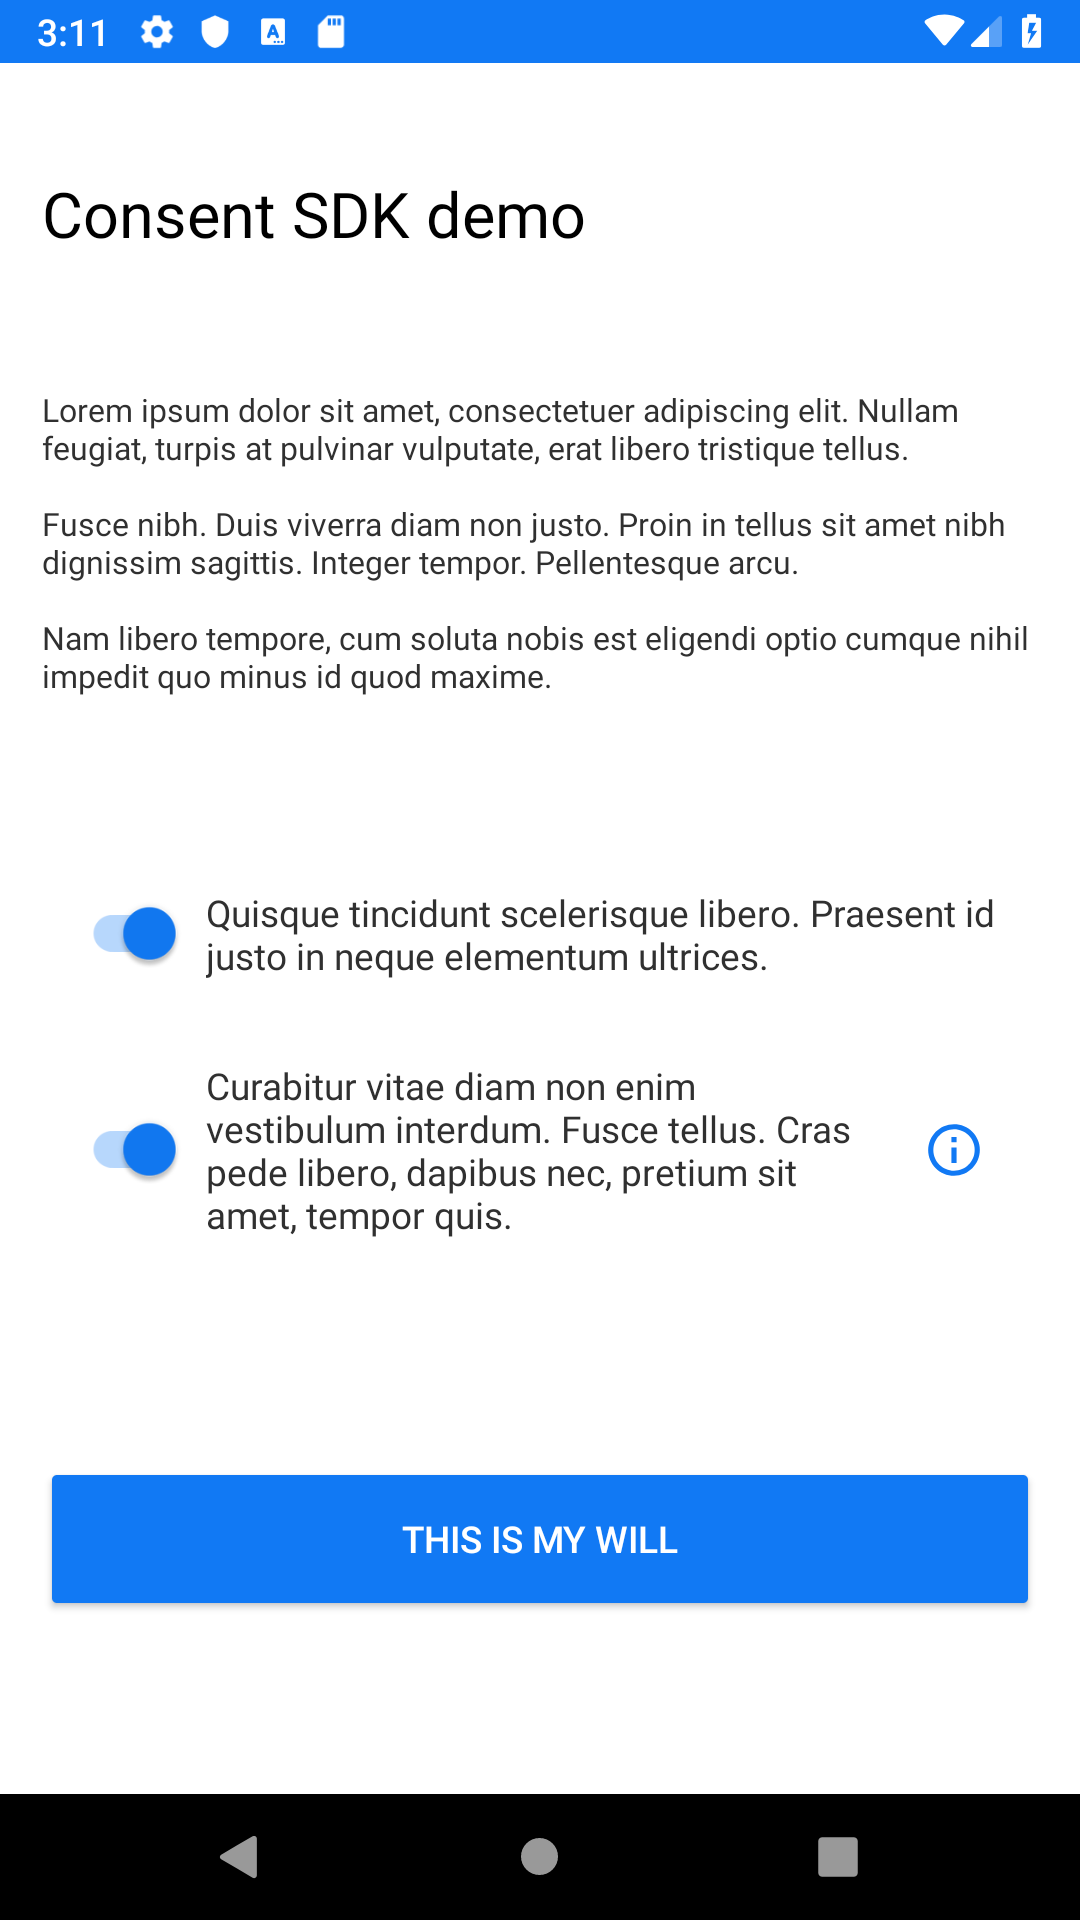 3:11
Consent SDK demo
Lorem ipsum dolor sit amet, consectetuer adipiscing elit. Nullam
feugiat, turpis at pulvinar vulputate, erat libero tristique tellus.
Fusce nibh. Duis viverra diam non justo. Proin in tellus sit amet nibh
dignissim sagittis. Integer tempor. Pellentesque arcu.
Nam libero tempore, cum soluta nobis est eligendi optio cumque nihil
impedit quo minus id quod maxime.
Quisque tincidunt scelerisque libero. Praesent id
justo in neque elementum ultrices.
Curabitur vitae diam non enim
vestibulum interdum. Fusce tellus. Cras
pede libero, dapibus nec, pretium sit
amet, tempor quis.
THIS IS MY WILL